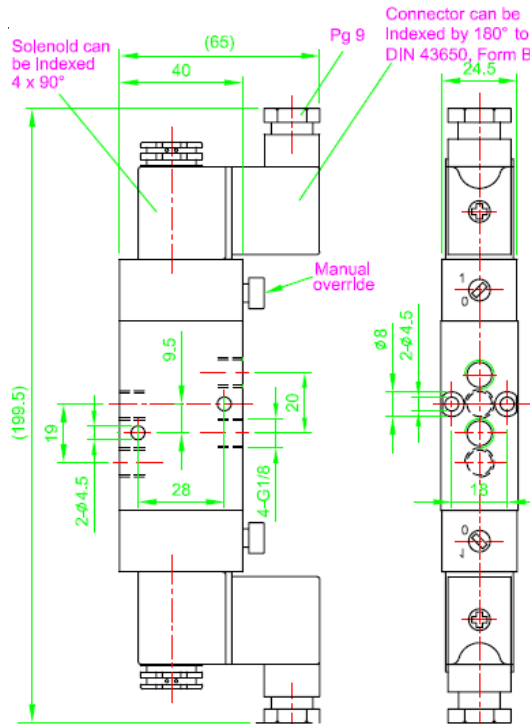 Solenoid can
be Indexed
4 x 90°
(65)
40
Pg 9
Connector can be
Indexed by 180° to
DIN 43650, Form B
24.5
Manual
override
(199.5)
9.5
20
19
2-ø4.5
28
4-G1/8
1
0
ø8
2-ø4.5
18
0
1